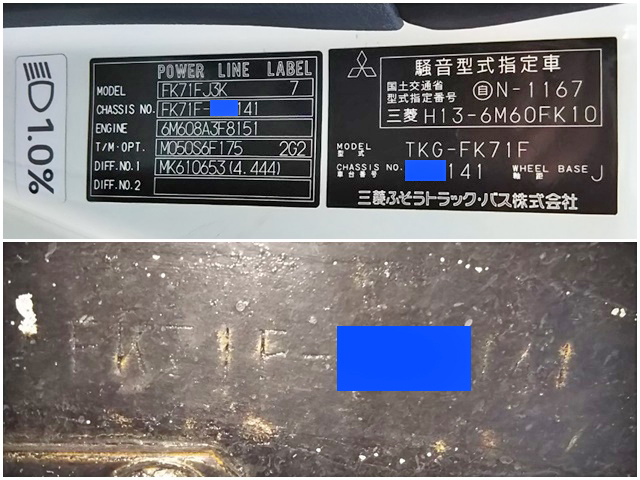 1.0%
POWER LINE LABEL
MODEL FK71FJ3K 7
CHASSIS NO. FK71F- 141
ENGINE 6M608A3F8151
T/M·OPT. M050S6F175 2G2
DIFF.NO.1 MK610653(4.444)
DIFF.NO.2
騒音型式指定車
国土交通省
型式指定番号 自N-1167
三菱 H13-6M60FK10
MODEL
型式 TKG-FK71F
CHASSIS NO.
車台番号 141 WHEEL BASE
軸距 J
三菱ふそうトラック・バス株式会社
FK71F- 141